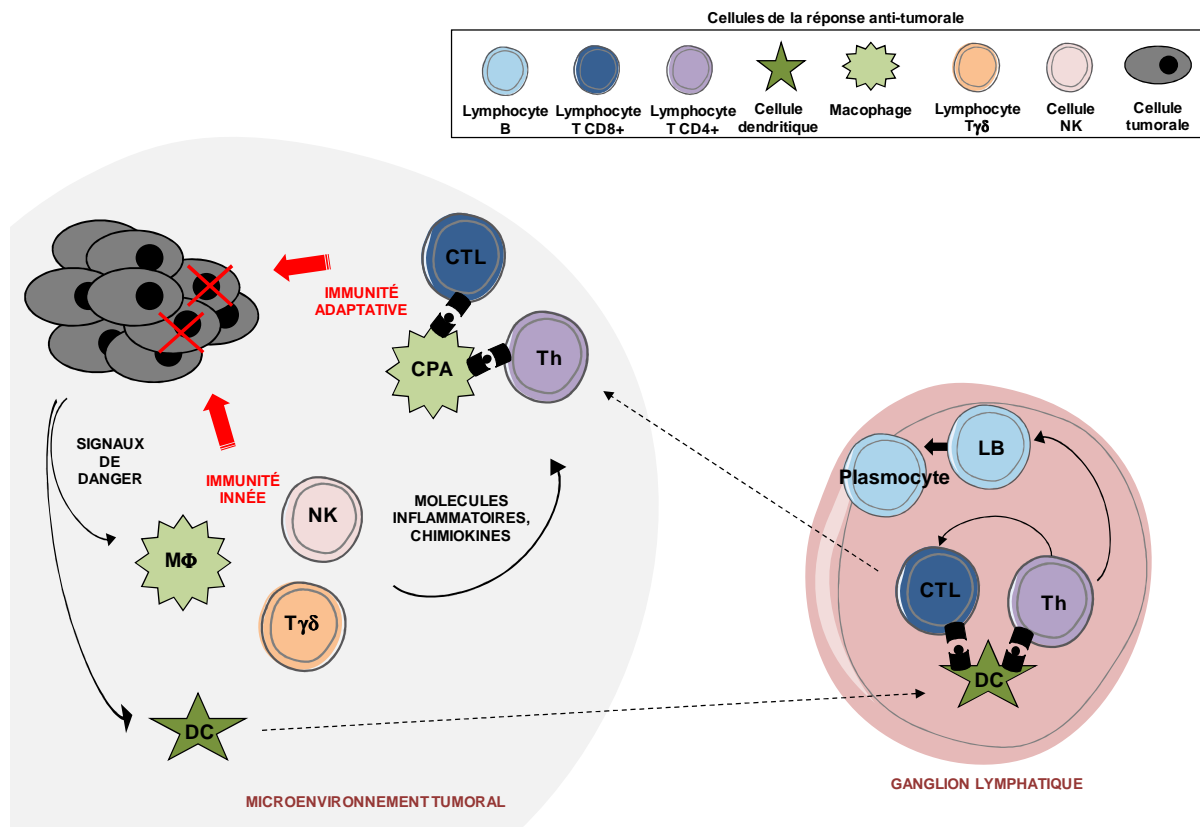 Cellules de la réponse anti-tumorale
Lymphocyte
B
Lymphocyte
T CD8+
Lymphocyte
T CD4+
Cellule
dendritique
Macophage
Lymphocyte
Tγδ
Cellule
NK
Cellule
tumorale
CTL
IMMUNITÉ
ADAPTATIVE
CPA
Th
SIGNAUX
DE
DANGER
IMMUNITÉ
INNÉE
NK
MOLECULES
INFLAMMATOIRES,
CHIMIOKINES
MΦ
Tγδ
DC
MICROENVIRONNEMENT TUMORAL
LB
Plasmocyte
CTL
Th
DC
GANGLION LYMPHATIQUE